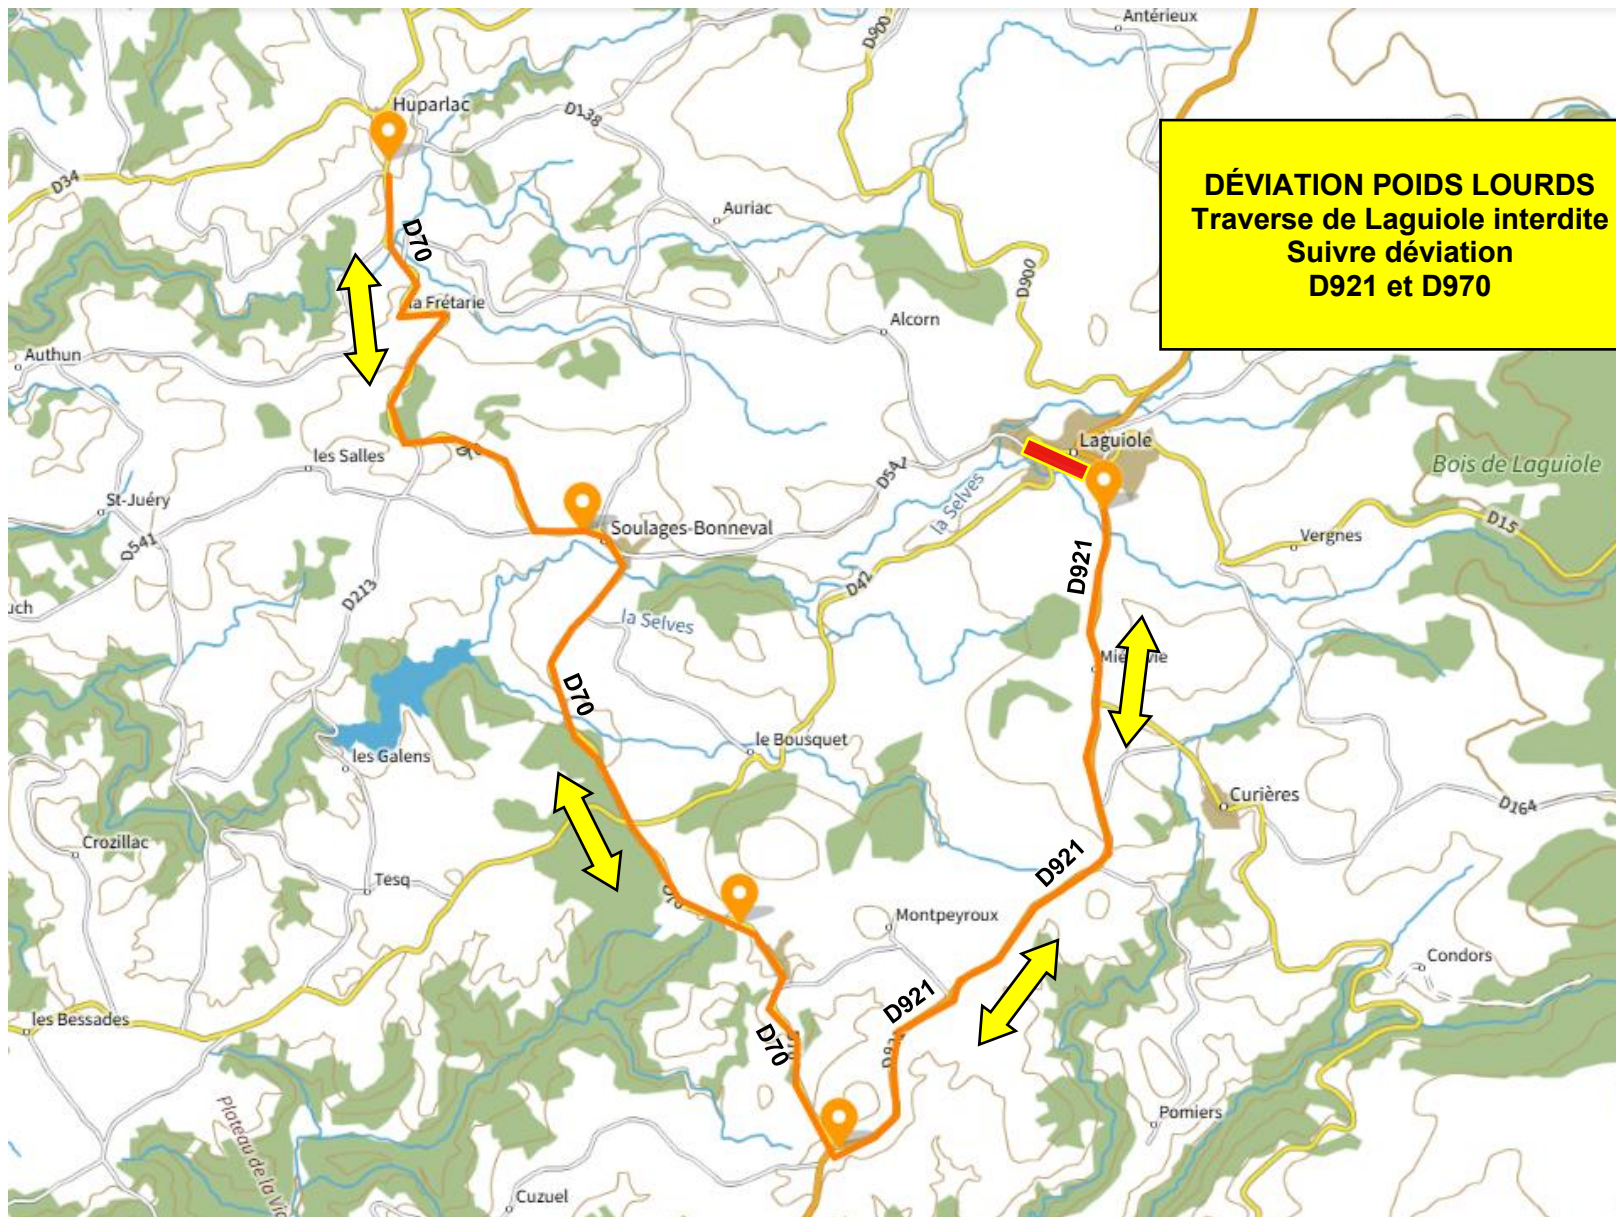 Antérieux
D900
Huparlac
D138
DÉVIATION POIDS LOURDS
Traverse de Laguiole interdite
Suivre déviation
D921 et D970
D34
Auriac
D70
D900
la Frétarie
Alcorn
Authun
Laguiole
les Salles
D541
Bois de Laguiole
St-Juéry
la Selves
D15
Soulages-Bonneval
Vergnes
D541
D921
D42
D213
la Selves
D70
le Bousquet
les Galens
Curières
D164
Crozillac
D921
Tesq
Montpeyroux
Condors
D921
les Bessades
D70
Pomiers
Plateau de la
Cuzuel